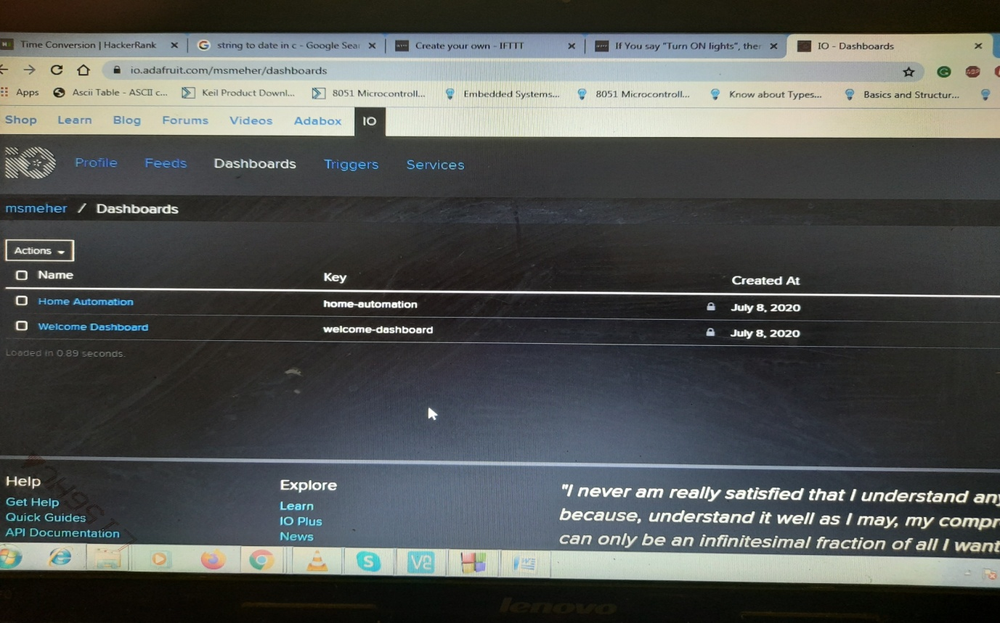 Time Conversion | HackerRank
string to date in c - Google Sear
Create your own - IFTTT
If You say "Turn ON lights", ther
IO - Dashboards
io.adafruit.com/msmeher/dashboards
Apps
Ascii Table - ASCII c...
Keil Product Downl...
8051 Microcontroll...
Embedded Systems...
8051 Microcontroll...
Know about Types...
Basics and Structur...
Shop Learn Blog Forums Videos Adabox IO
Profile Feeds Dashboards Triggers Services
msmeher / Dashboards
Actions
Name Key Created At
Home Automation home-automation July 8, 2020
Welcome Dashboard welcome-dashboard July 8, 2020
Loaded in 0.89 seconds.
Help
Get Help
Quick Guides
API Documentation
Explore
Learn
IO Plus
News
"I never am really satisfied that I understand any
because, understand it well as I may, my compr
can only be an infinitesimal fraction of all I want
lenovo